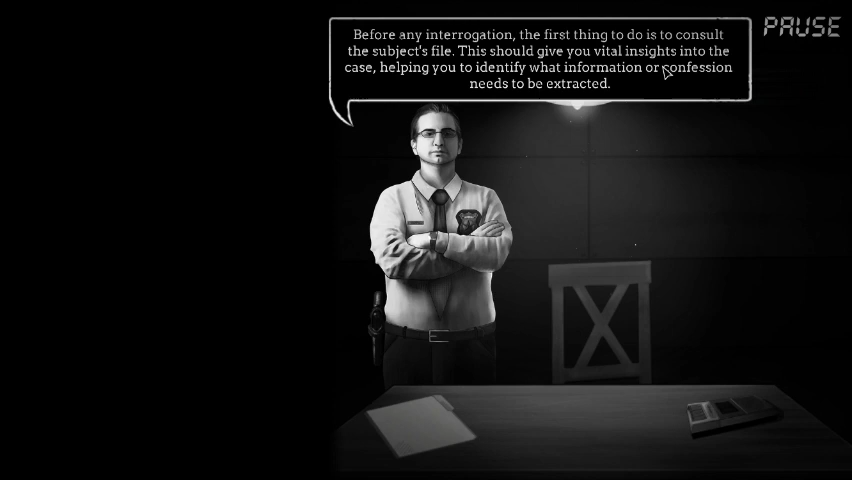 Before any interrogation, the first thing to do is to consult
the subject's file. This should give you vital insights into the
case, helping you to identify what information or confession
needs to be extracted.
PAUSE